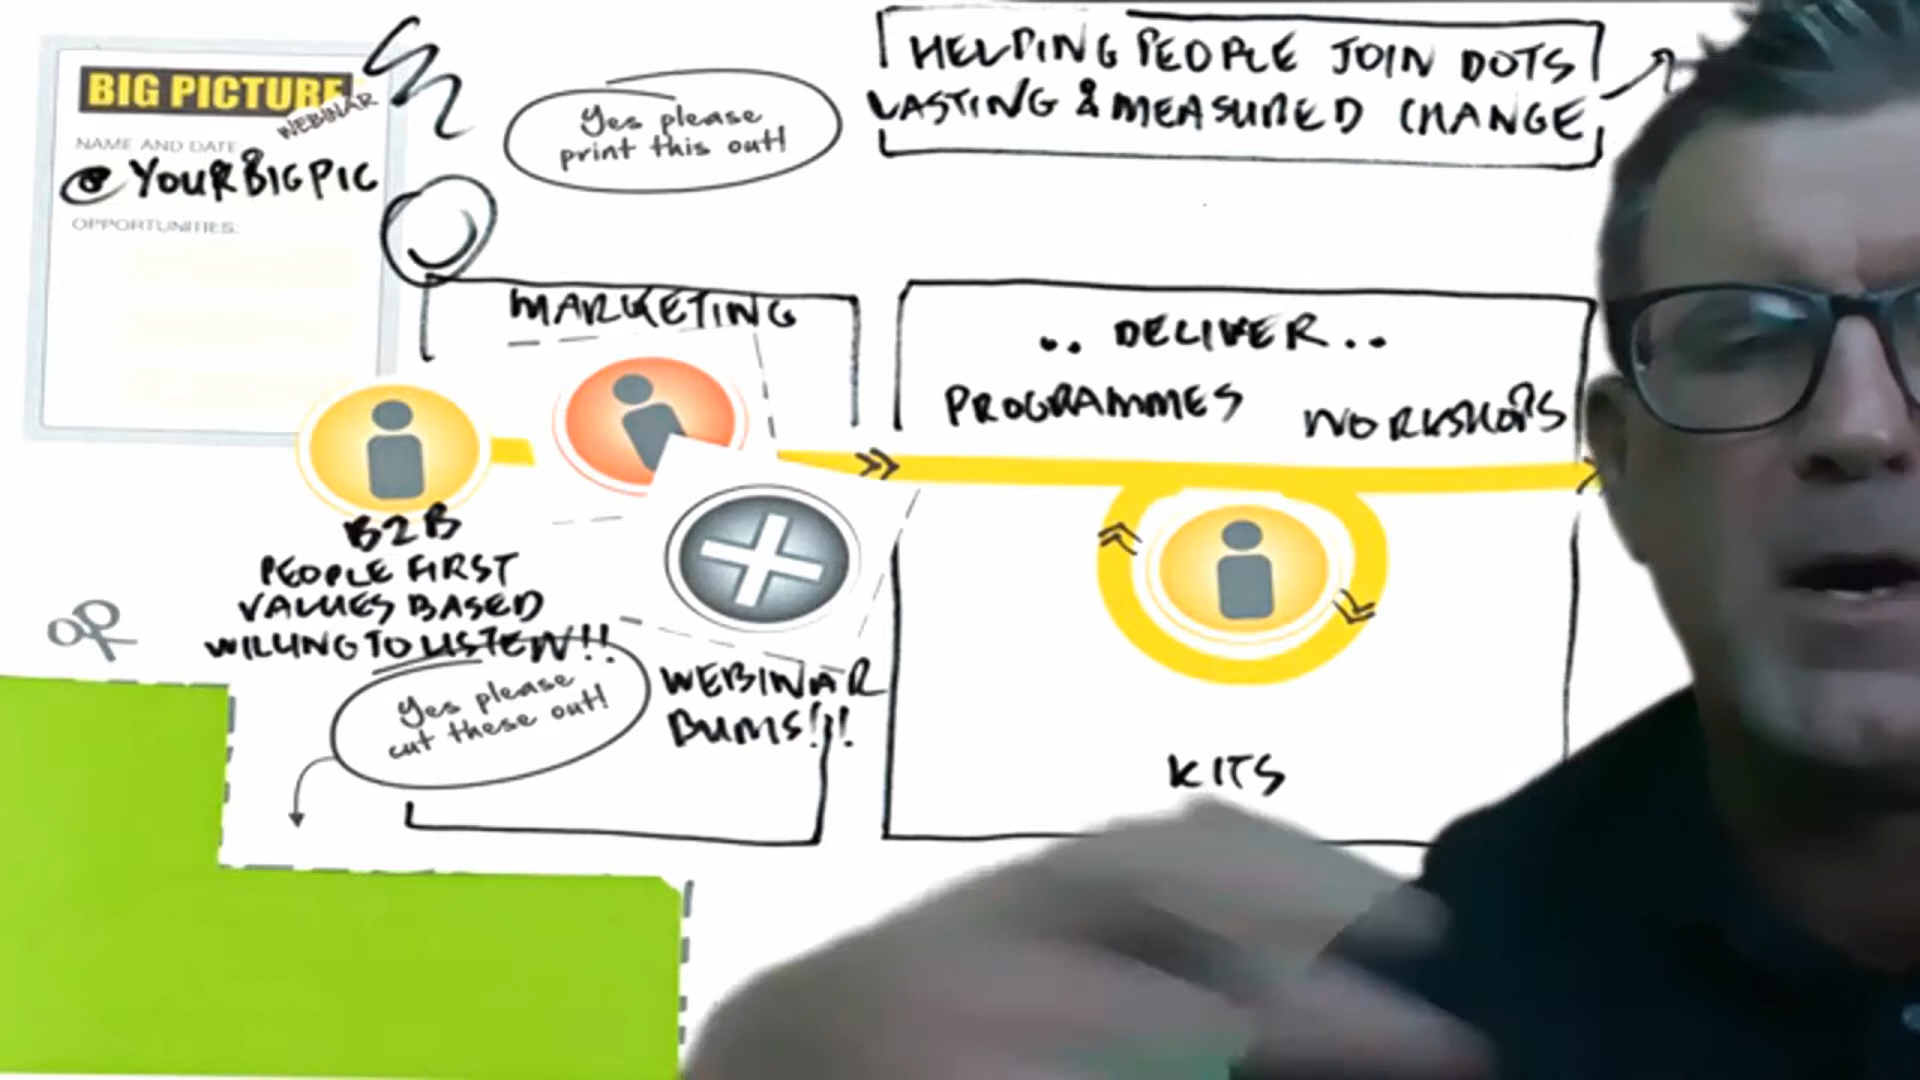 BIG PICTURE
WEBINAR
NAME AND DATE
@YOURBIGPIC
OPPORTUNITIES:
Yes please
print this out!
HELPING PEOPLE JOIN DOTS
LASTING & MEASURED CHANGE
MARKETING
.. DELIVER ..
PROGRAMMES
WORKSHOPS
B2B
PEOPLE FIRST
VALUES BASED
WILLING TO LISTEN!!
OR
Yes please
cut these out!
WEBINAR
BUMS!!!
KITS